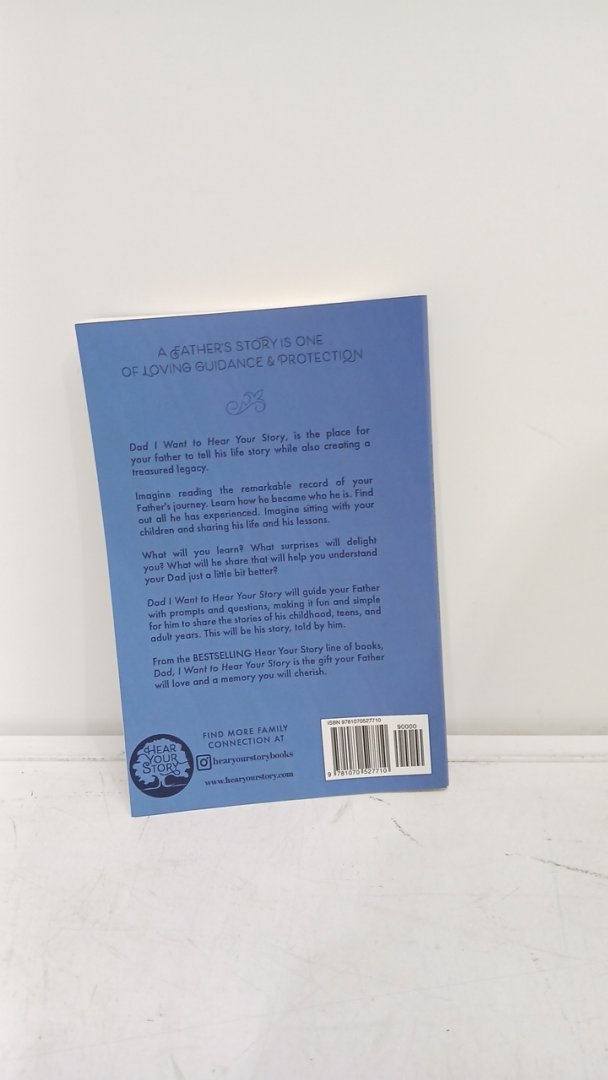 A FATHER'S STORY IS ONE
OF LOVING GUIDANCE & PROTECTION
Dad I Want to Hear Your Story, is the place for
your father to tell his life story while also creating a
treasured legacy.
Imagine reading the remarkable record of your
Father's journey. Learn how he became who he is. Find
out all he has experienced. Imagine sitting with your
children and sharing his life and his lessons.
What will you learn? What surprises will delight
you? What will he share that will help you understand
your Dad just a little bit better?
Dad I Want to Hear Your Story will guide your Father
with prompts and questions, making it fun and simple
for him to share the stories of his childhood, teens, and
adult years. This will be his story, told by him.
From the BESTSELLING Hear Your Story line of books,
Dad, I Want to Hear Your Story is the gift your Father
will love and a memory you will cherish.
HEAR
YOUR
STORY
FIND MORE FAMILY
CONNECTION AT
hearyourstorybooks
www.hearyourstory.com
ISBN 9781070527710
90000
9 781070 527710